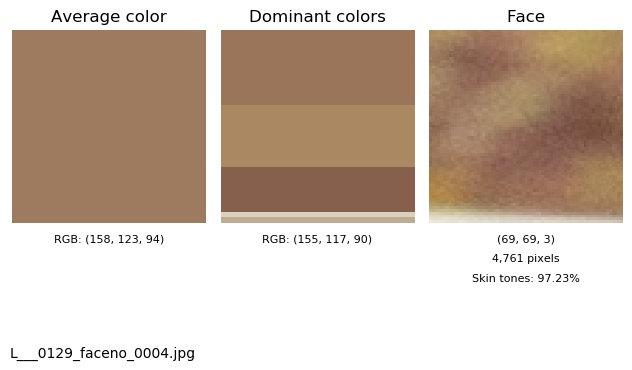 Average color
Dominant colors
Face
RGB: (158, 123, 94)
RGB: (155, 117, 90)
(69, 69, 3)
4,761 pixels
Skin tones: 97.23%
L___0129_faceno_0004.jpg